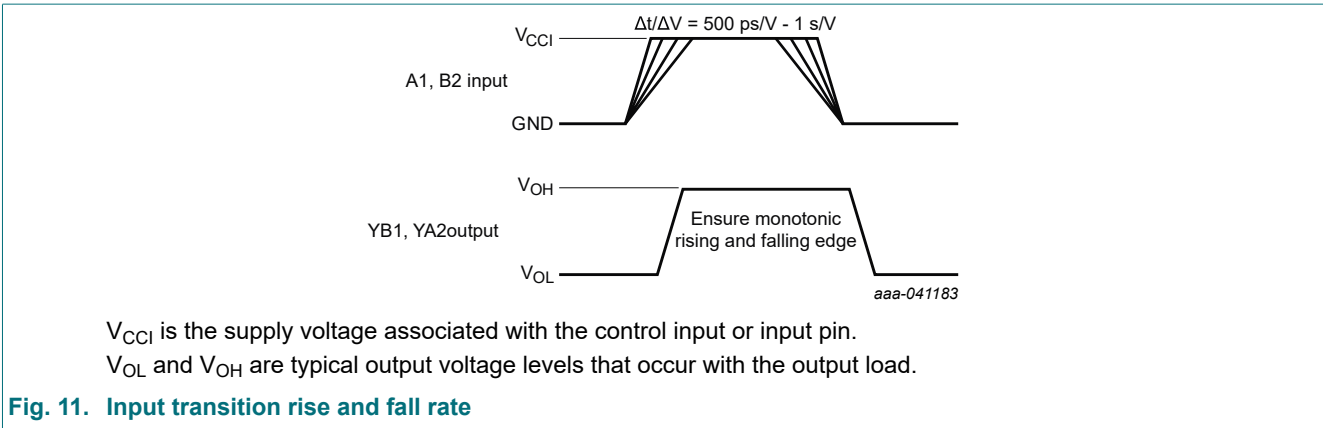 Δt/ΔV = 500 ps/V - 1 s/V
VCCI
A1, B2 input
GND
VOH
YB1, YA2output
Ensure monotonic
rising and falling edge
VOL
aaa-041183
VCCI is the supply voltage associated with the control input or input pin.
VOL and VOH are typical output voltage levels that occur with the output load.
Fig. 11. Input transition rise and fall rate